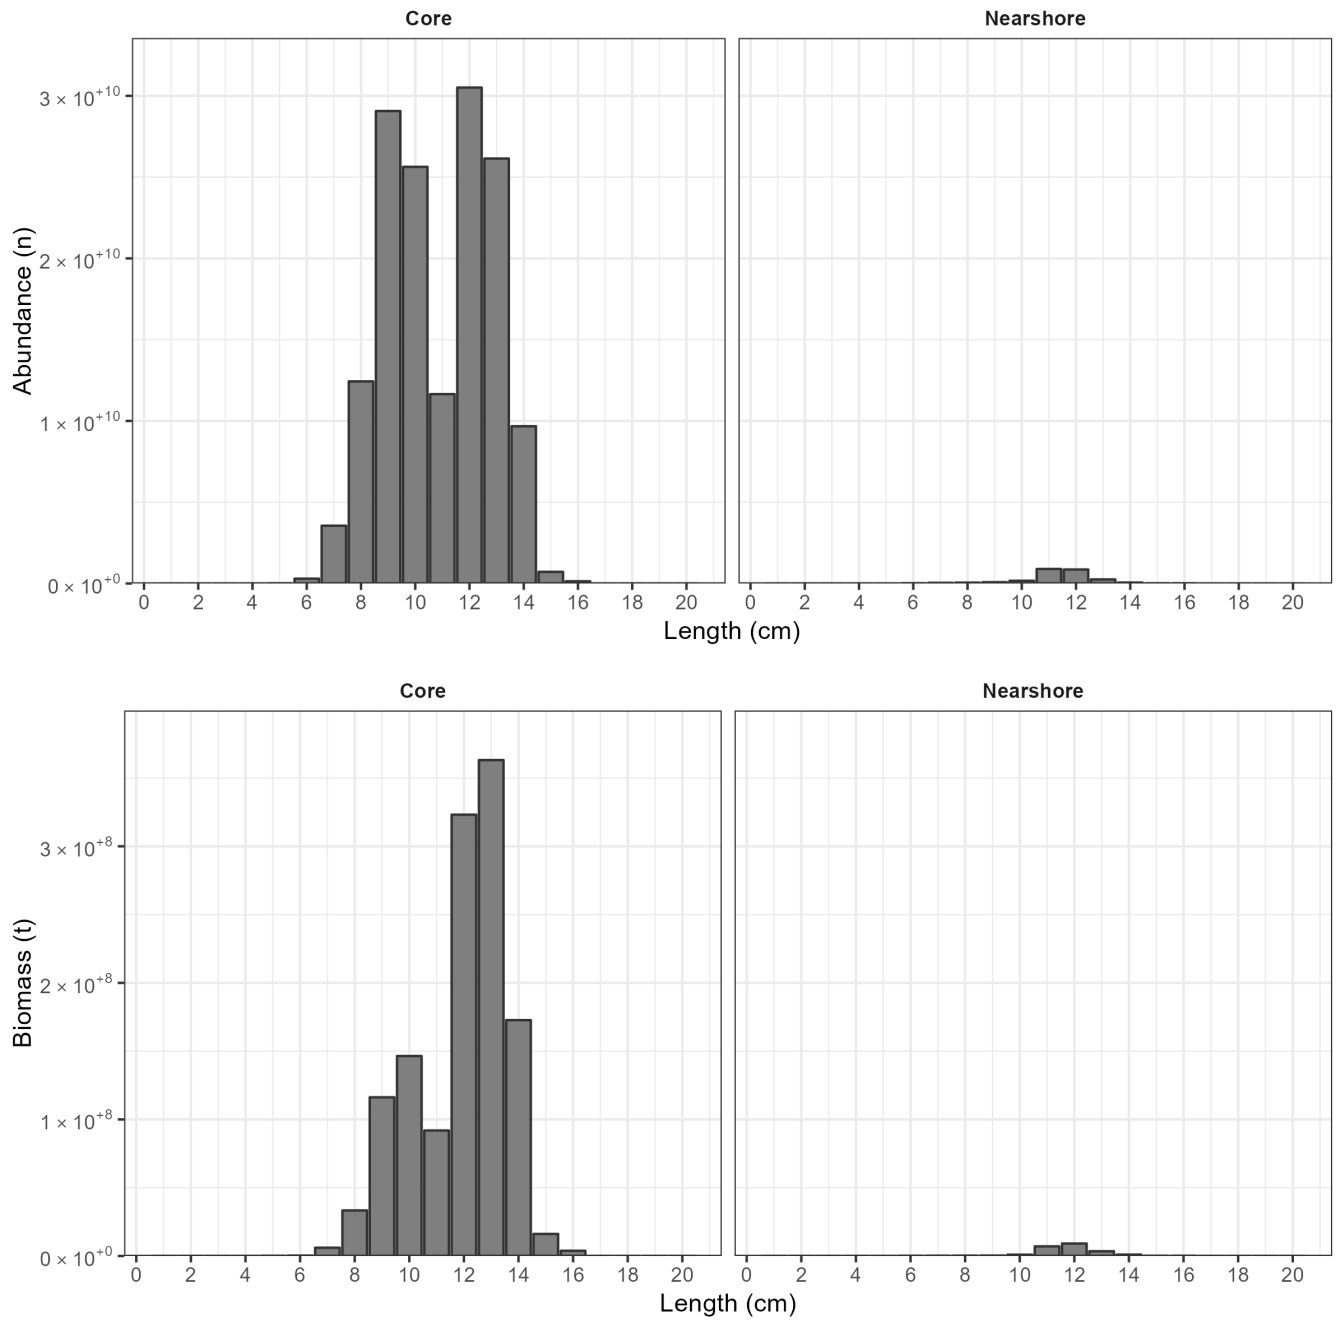 Core Nearshore
Abundance (n)
3 × 10⁺¹⁰
2 × 10⁺¹⁰
1 × 10⁺¹⁰
0 × 10⁺⁰
0 2 4 6 8 10 12 14 16 18 20 0 2 4 6 8 10 12 14 16 18 20
Length (cm)
Core Nearshore
Biomass (t)
3 × 10⁺⁸
2 × 10⁺⁸
1 × 10⁺⁸
0 × 10⁺⁰
0 2 4 6 8 10 12 14 16 18 20 0 2 4 6 8 10 12 14 16 18 20
Length (cm)